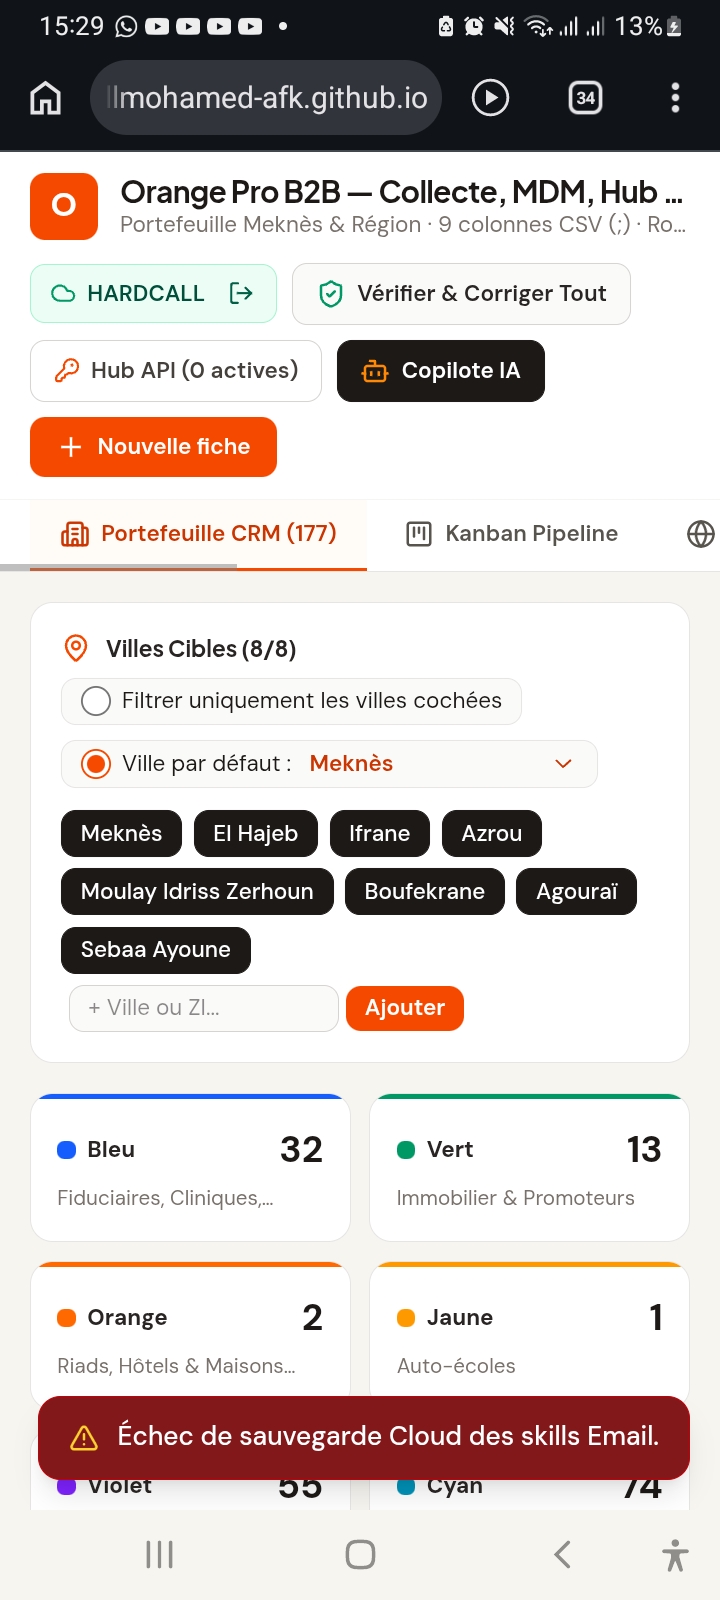 15:29
13%
mohamed-afk.github.io
34
O
Orange Pro B2B — Collecte, MDM, Hub ...
Portefeuille Meknès & Région · 9 colonnes CSV (;) · Ro...
HARDCALL
Vérifier & Corriger Tout
Hub API (0 actives)
Copilote IA
+ Nouvelle fiche
Portefeuille CRM (177)
Kanban Pipeline
Villes Cibles (8/8)
Filtrer uniquement les villes cochées
Ville par défaut : Meknès
Meknès
El Hajeb
Ifrane
Azrou
Moulay Idriss Zerhoun
Boufekrane
Agouraï
Sebaa Ayoune
+ Ville ou ZI...
Ajouter
Bleu
32
Fiduciaires, Cliniques,...
Vert
13
Immobilier & Promoteurs
Orange
2
Riads, Hôtels & Maisons...
Jaune
1
Auto-écoles
Échec de sauvegarde Cloud des skills Email.
Violet
55
Cyan
74